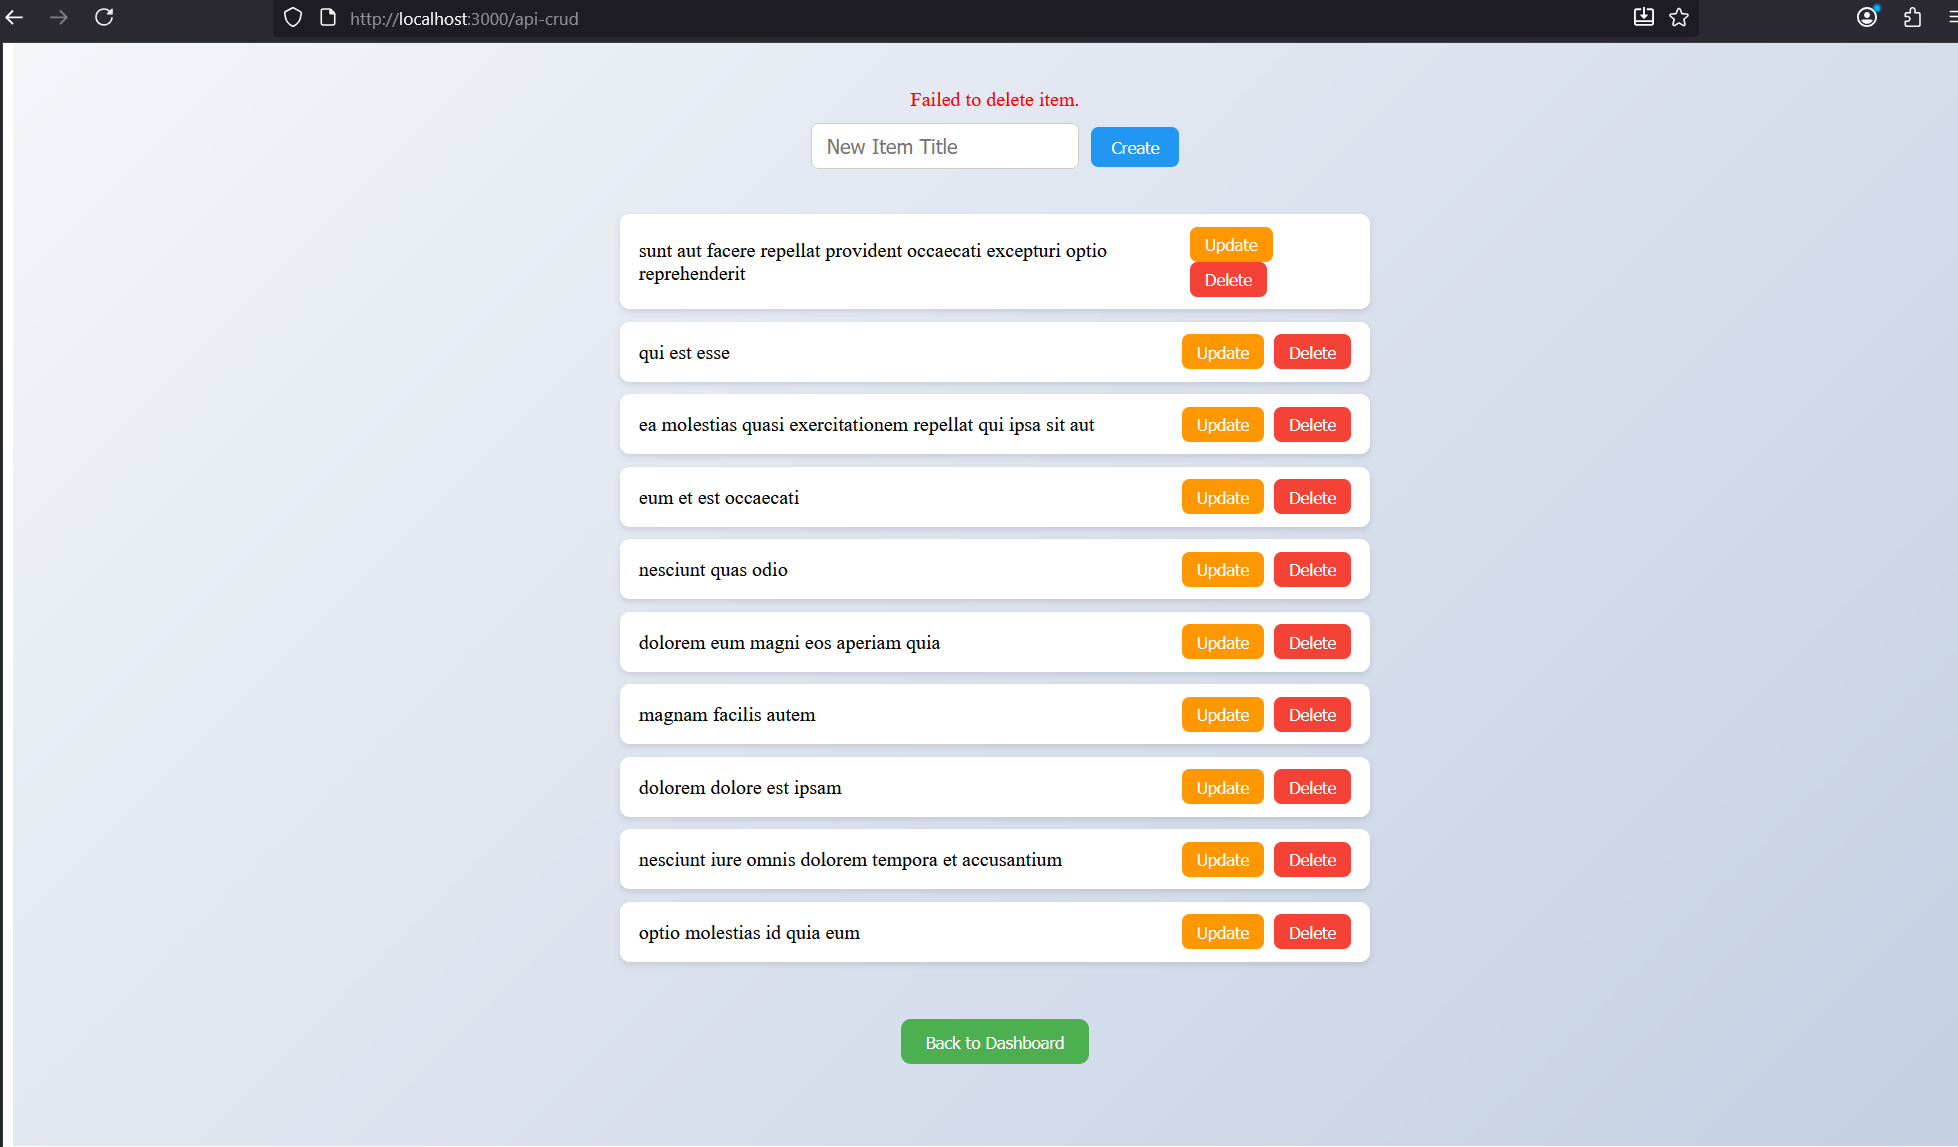 http://localhost:3000/api-crud
Failed to delete item.
New Item Title Create
sunt aut facere repellat provident occaecati excepturi optio
reprehenderit
Update
Delete
qui est esse Update Delete
ea molestias quasi exercitationem repellat qui ipsa sit aut Update Delete
eum et est occaecati Update Delete
nesciunt quas odio Update Delete
dolorem eum magni eos aperiam quia Update Delete
magnam facilis autem Update Delete
dolorem dolore est ipsam Update Delete
nesciunt iure omnis dolorem tempora et accusantium Update Delete
optio molestias id quia eum Update Delete
Back to Dashboard